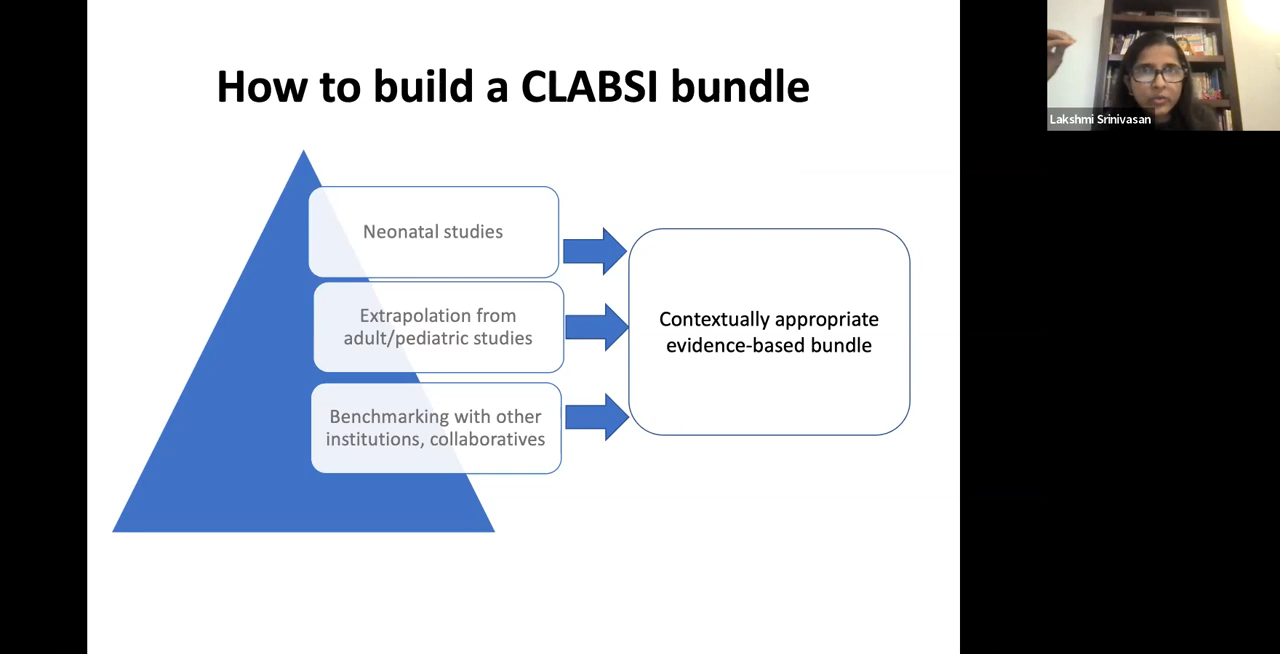 How to build a CLABSI bundle
Neonatal studies
Extrapolation from
adult/pediatric studies
Benchmarking with other
institutions, collaboratives
Contextually appropriate
evidence-based bundle
Lakshmi Srinivasan